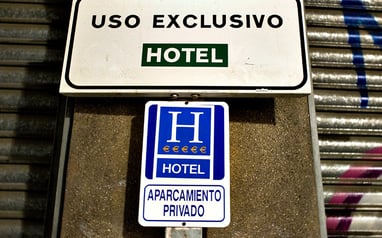 USO EXCLUSIVO
HOTEL
H
€€€€€
HOTEL
APARCAMIENTO
PRIVADO